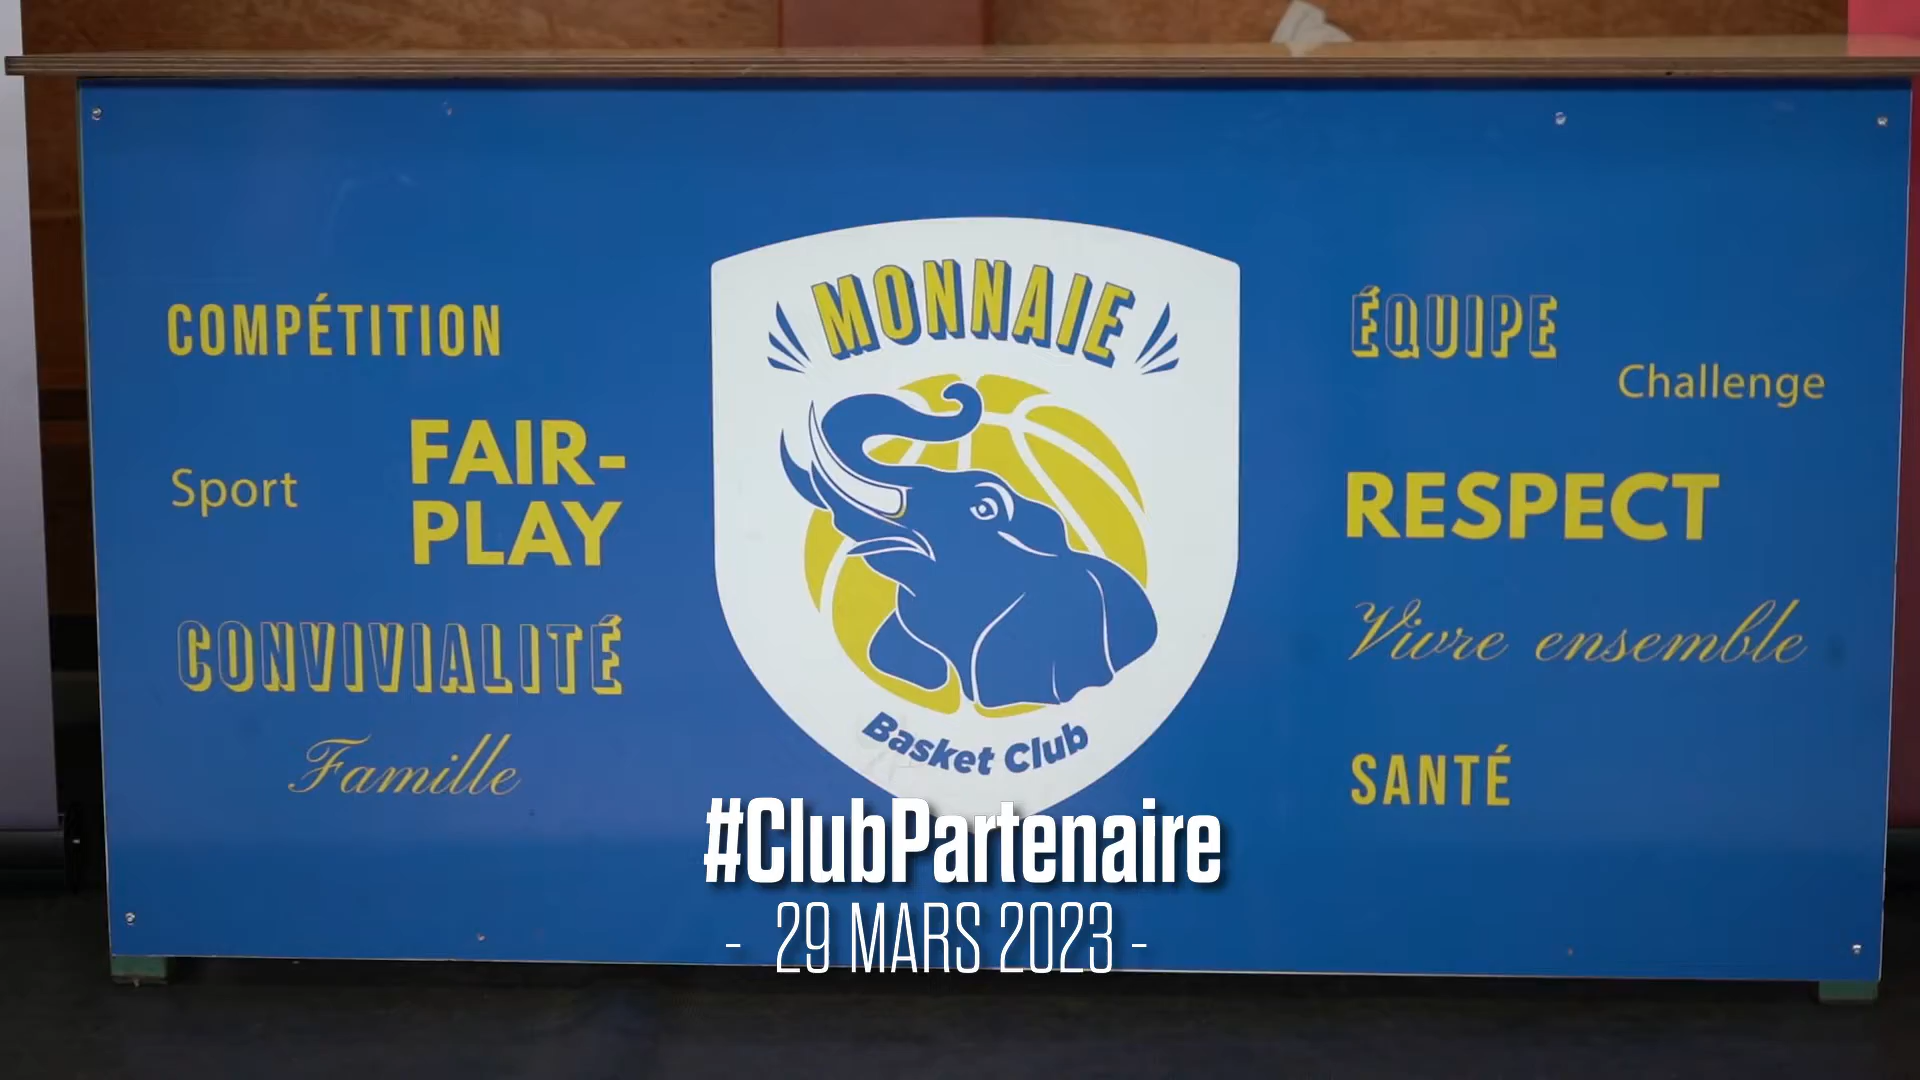 COMPÉTITION
Sport
FAIR-
PLAY
CONVIVIALITÉ
Famille
MONNAIE
Basket Club
ÉQUIPE
Challenge
RESPECT
Vivre ensemble
SANTÉ
#ClubPartenaire
- 29 MARS 2023 -